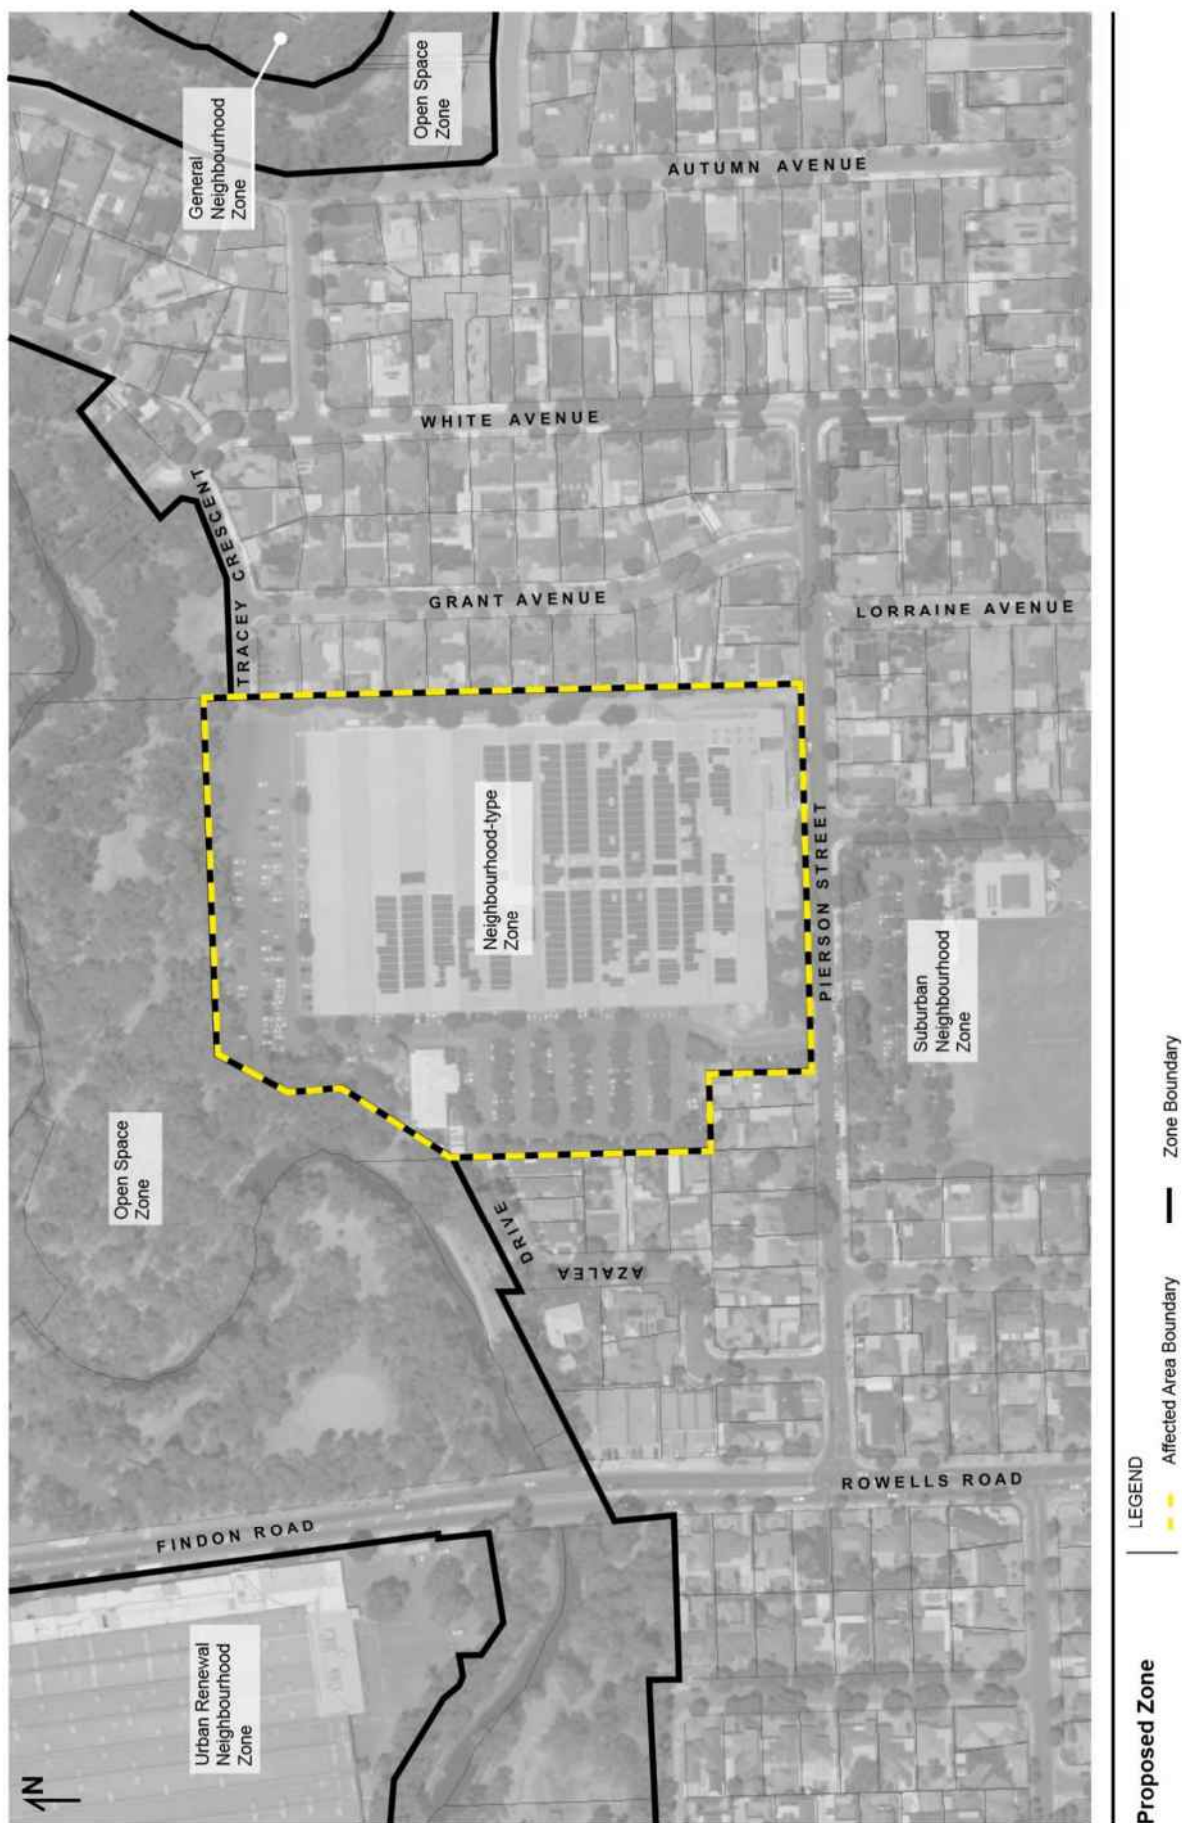 N
Urban Renewal
Neighbourhood
Zone
FINDON ROAD
Open Space
Zone
General
Neighbourhood
Zone
Open Space
Zone
TRACEY CRESCENT
DRIVE
AZALEA
Neighbourhood-type
Zone
GRANT AVENUE
WHITE AVENUE
AUTUMN AVENUE
PIERSON STREET
ROWELLS ROAD
Suburban
Neighbourhood
Zone
LORRAINE AVENUE
Proposed Zone
LEGEND
Affected Area Boundary
Zone Boundary